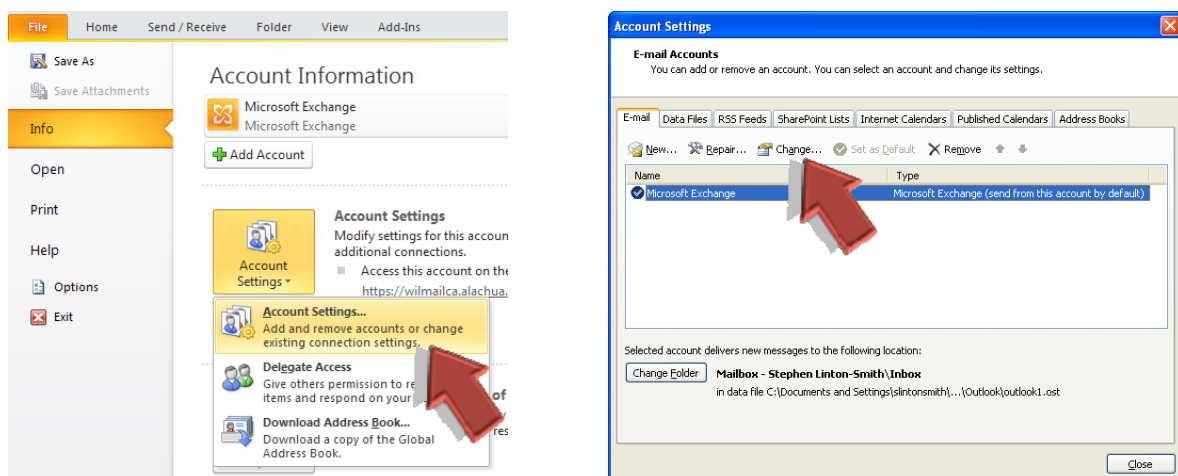 File Home Send / Receive Folder View Add-Ins
Save As
Save Attachments
Info
Open
Print
Help
Options
Exit
Account Information
Microsoft Exchange
Microsoft Exchange
Add Account
Account Settings
Account Settings
Modify settings for this accoun
additional connections.
Access this account on the
https://wilmailca.alachua.
Account Settings...
Add and remove accounts or change
existing connection settings.
Delegate Access
Give others permission to re
items and respond on your
of
Download Address Book...
Download a copy of the Global
Address Book.
res
Account Settings
E-mail Accounts
You can add or remove an account. You can select an account and change its settings.
E-mail Data Files RSS Feeds SharePoint Lists Internet Calendars Published Calendars Address Books
New... Repair... Change... Set as Default Remove
Name Type
Microsoft Exchange Microsoft Exchange (send from this account by default)
Selected account delivers new messages to the following location:
Change Folder Mailbox - Stephen Linton-Smith\Inbox
in data file C:\Documents and Settings\slintonsmith\...\Outlook\outlook1.ost
Close